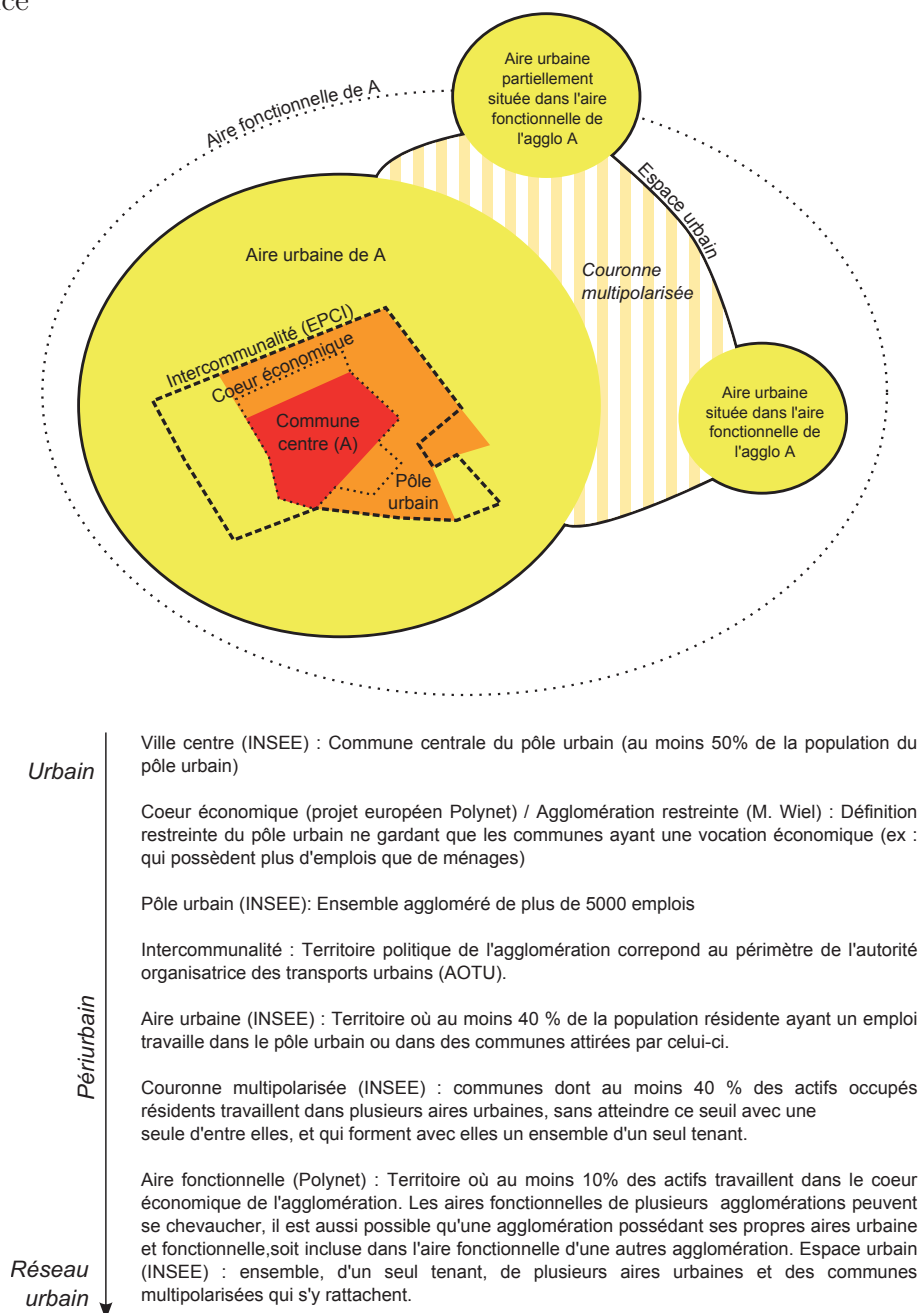 Aire urbaine
partiellement
située dans l'aire
fonctionnelle de
l'agglo A
Aire fonctionnelle de A
Espace urbain
Aire urbaine de A
Couronne
multipolarisée
Intercommunalité (EPCI)
Coeur économique
Commune
centre (A)
Pôle
urbain
Aire urbaine
située dans l'aire
fonctionnelle de
l'agglo A
Urbain
Ville centre (INSEE) : Commune centrale du pôle urbain (au moins 50% de la population du
pôle urbain)
Coeur économique (projet européen Polynet) / Agglomération restreinte (M. Wiel) : Définition
restreinte du pôle urbain ne gardant que les communes ayant une vocation économique (ex :
qui possèdent plus d'emplois que de ménages)
Pôle urbain (INSEE): Ensemble aggloméré de plus de 5000 emplois
Intercommunalité : Territoire politique de l'agglomération correpond au périmètre de l'autorité
organisatrice des transports urbains (AOTU).
Périurbain
Aire urbaine (INSEE) : Territoire où au moins 40 % de la population résidente ayant un emploi
travaille dans le pôle urbain ou dans des communes attirées par celui-ci.
Couronne multipolarisée (INSEE) : communes dont au moins 40 % des actifs occupés
résidents travaillent dans plusieurs aires urbaines, sans atteindre ce seuil avec une
seule d'entre elles, et qui forment avec elles un ensemble d'un seul tenant.
Aire fonctionnelle (Polynet) : Territoire où au moins 10% des actifs travaillent dans le coeur
économique de l'agglomération. Les aires fonctionnelles de plusieurs agglomérations peuvent
se chevaucher, il est aussi possible qu'une agglomération possédant ses propres aires urbaine
et fonctionnelle,soit incluse dans l'aire fonctionnelle d'une autres agglomération. Espace urbain
(INSEE) : ensemble, d'un seul tenant, de plusieurs aires urbaines et des communes
multipolarisées qui s'y rattachent.
Réseau
urbain